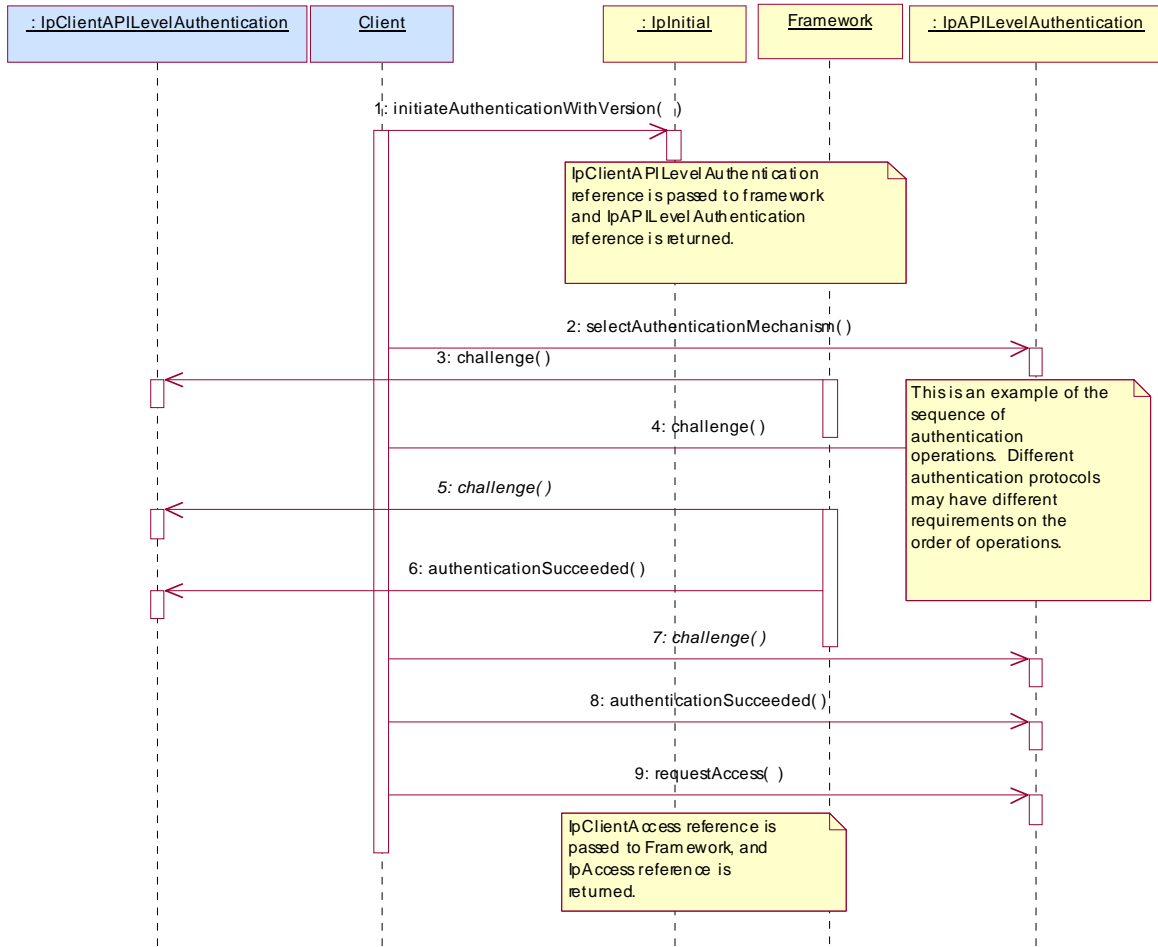 : IpClientAPILevelAuthentication
Client
: IpInitial
Framework
: IpAPILevelAuthentication
1: initiateAuthenticationWithVersion( )
IpClientAPILevelAuthentication
reference is passed to framework
and IpAPILevelAuthentication
reference is returned.
2: selectAuthenticationMechanism( )
3: challenge( )
This is an example of the
sequence of
authentication
operations. Different
authentication protocols
may have different
requirements on the
order of operations.
4: challenge( )
5: challenge( )
6: authenticationSucceeded( )
7: challenge( )
8: authenticationSucceeded( )
9: requestAccess( )
IpClientAccess reference is
passed to Framework, and
IpAccess reference is
returned.